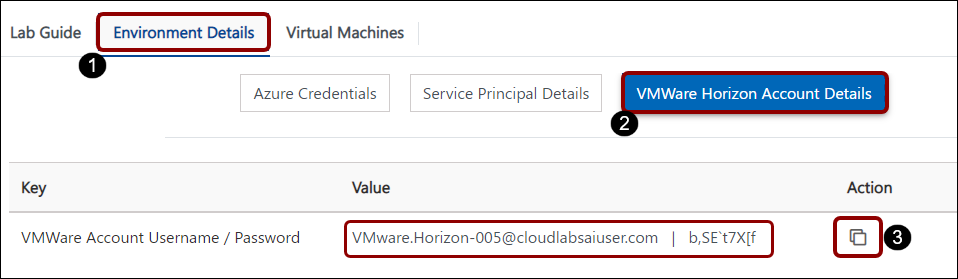 Lab Guide Environment Details Virtual Machines
1
Azure Credentials Service Principal Details VMWare Horizon Account Details
2
Key Value Action
VMWare Account Username / Password VMware.Horizon-005@cloudlabsaiuser.com | b,SE`t7X[f 3